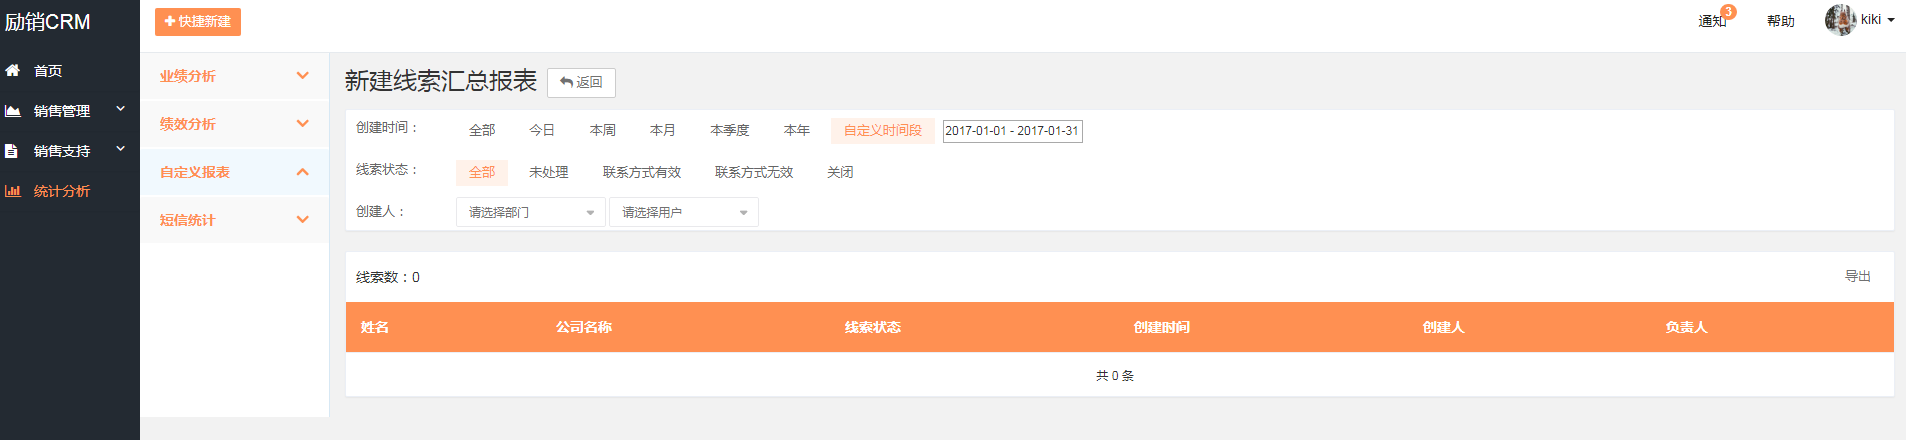 励销CRM
快捷新建
通知 3
帮助
kiki
首页
销售管理
销售支持
统计分析
业绩分析
绩效分析
自定义报表
短信统计
新建线索汇总报表 返回
创建时间： 全部 今日 本周 本月 本季度 本年 自定义时间段 2017-01-01 - 2017-01-31
线索状态： 全部 未处理 联系方式有效 联系方式无效 关闭
创建人： 请选择部门 请选择用户
线索数：0 导出
姓名 公司名称 线索状态 创建时间 创建人 负责人
共 0 条